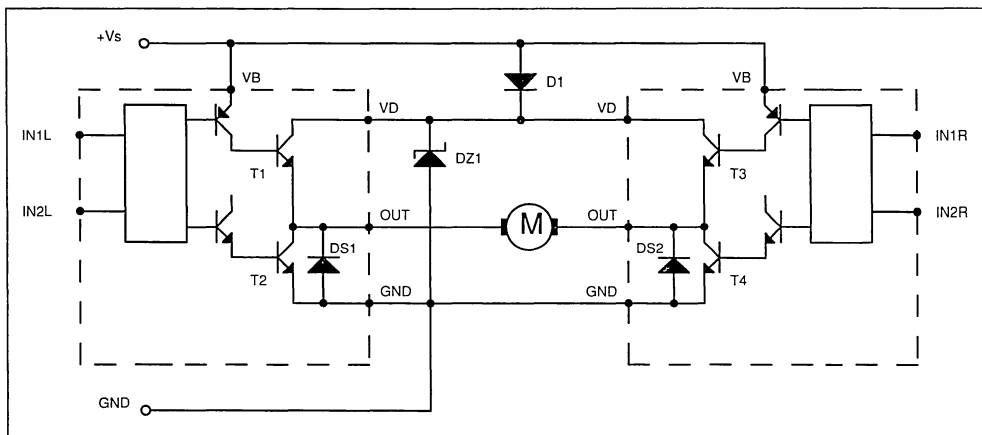 +Vs
VB
D1
VB
VD
VD
IN1L
IN1R
DZ1
T1
T3
IN2L
OUT
M
OUT
IN2R
DS1
DS2
T2
T4
GND
GND
GND